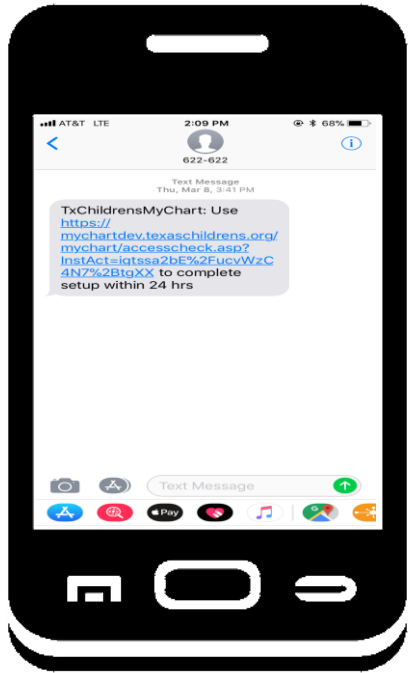 AT&T LTE 2:09 PM 68%
622-622
Text Message
Thu, Mar 8, 3:41 PM
TxChildrensMyChart: Use
https://
mychartdev.texaschildrens.org/
mychart/accesscheck.asp?
InstAct=iqtssa2bE%2FucvWzC
4N7%2BtgXX to complete
setup within 24 hrs
Text Message
Pay
G